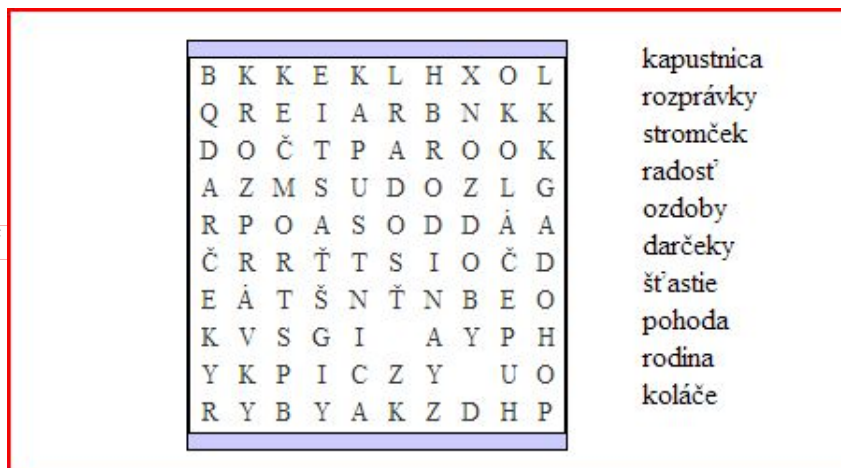 B K K E K L H X O L
Q R E I A R B N K K
D O Č T P A R O O K
A Z M S U D O Z L G
R P O A S O D D Á A
Č R R Ť T S I O Č D
E Á T Š N Ť N B E O
K V S G I A Y P H
Y K P I C Z Y U O
R Y B Y A K Z D H P
kapustnica
rozprávky
stromček
radosť
ozdoby
darčeky
šťastie
pohoda
rodina
koláče